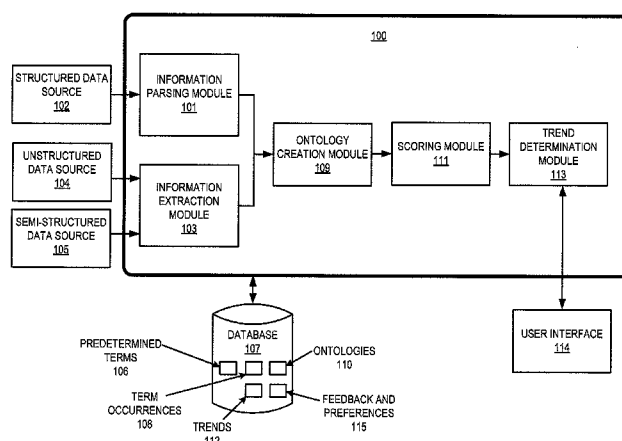 100
STRUCTURED DATA
SOURCE
102
INFORMATION
PARSING MODULE
101
UNSTRUCTURED
DATA SOURCE
104
SEMI-STRUCTURED
DATA SOURCE
105
INFORMATION
EXTRACTION
MODULE
103
ONTOLOGY
CREATION MODULE
109
SCORING MODULE
111
TREND
DETERMINATION
MODULE
113
DATABASE
107
PREDETERMINED
TERMS
106
TERM
OCCURRENCES
108
TRENDS
112
ONTOLOGIES
110
FEEDBACK AND
PREFERENCES
115
USER INTERFACE
114